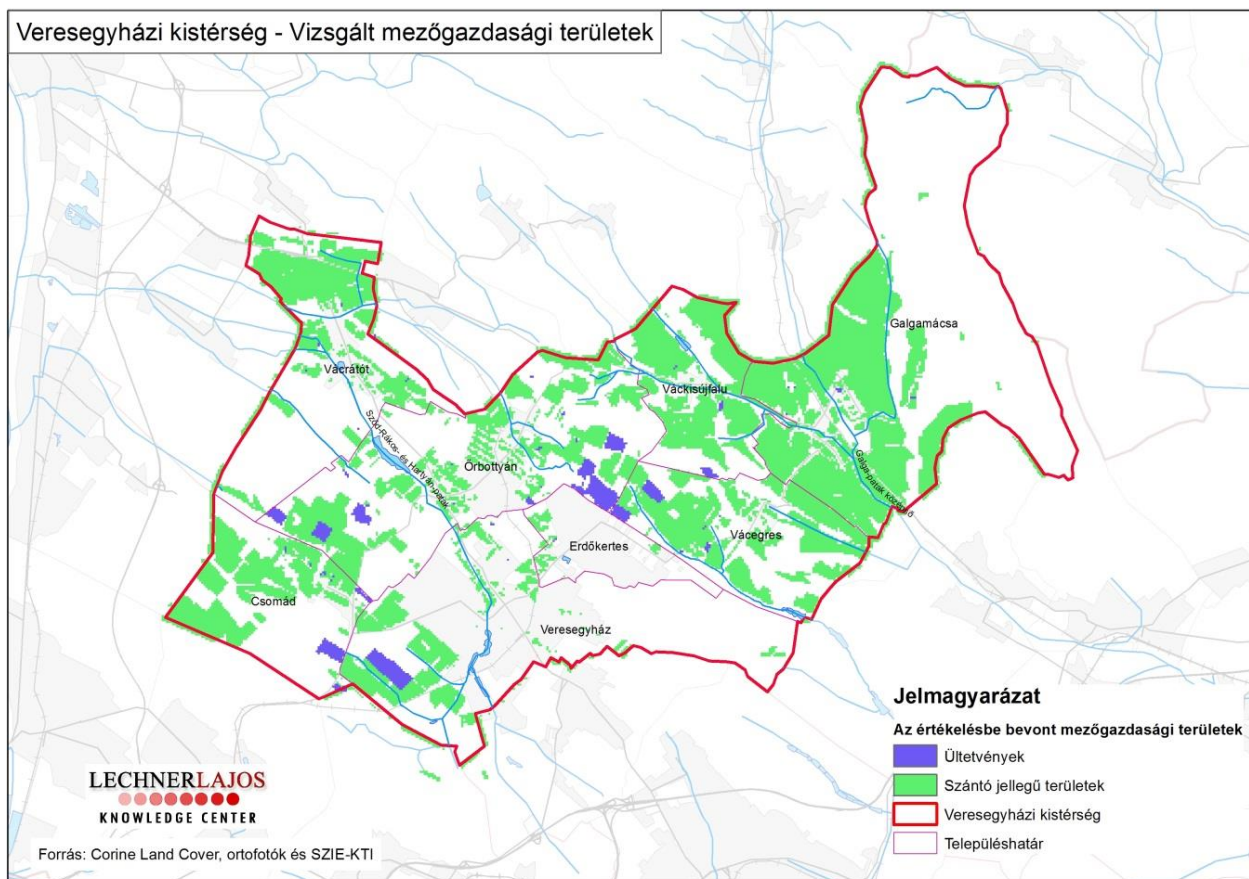 Veresegyházi kistérség - Vizsgált mezőgazdasági területek
Galgamácsa
Vácrátót
Váckisújfalu
Sződ-Rákos- és Hartyán-patak
Őrbottyán
Galga-patak középső
Vácegres
Erdőkertes
Csomád
Veresegyház
Jelmagyarázat
Az értékelésbe bevont mezőgazdasági területek
Ültetvények
Szántó jellegű területek
Veresegyházi kistérség
Településhatár
LECHNERLAJOS
KNOWLEDGE CENTER
Forrás: Corine Land Cover, ortofotók és SZIE-KTI